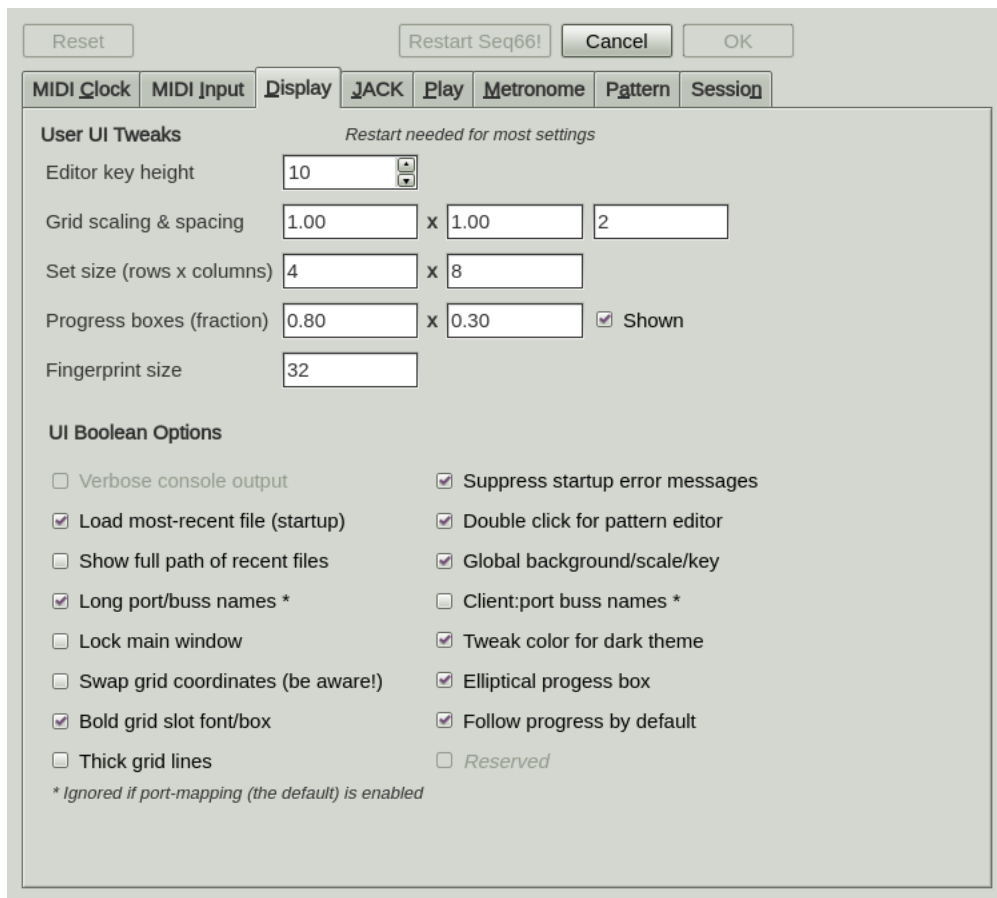 Reset Restart Seq66! Cancel OK
MIDI Clock MIDI Input Display JACK Play Metronome Pattern Session
User UI Tweaks Restart needed for most settings
Editor key height 10
Grid scaling & spacing 1.00 x 1.00 2
Set size (rows x columns) 4 x 8
Progress boxes (fraction) 0.80 x 0.30 Shown
Fingerprint size 32
UI Boolean Options
Verbose console output Suppress startup error messages
Load most-recent file (startup) Double click for pattern editor
Show full path of recent files Global background/scale/key
Long port/buss names * Client:port buss names *
Lock main window Tweak color for dark theme
Swap grid coordinates (be aware!) Elliptical progess box
Bold grid slot font/box Follow progress by default
Thick grid lines Reserved
* Ignored if port-mapping (the default) is enabled